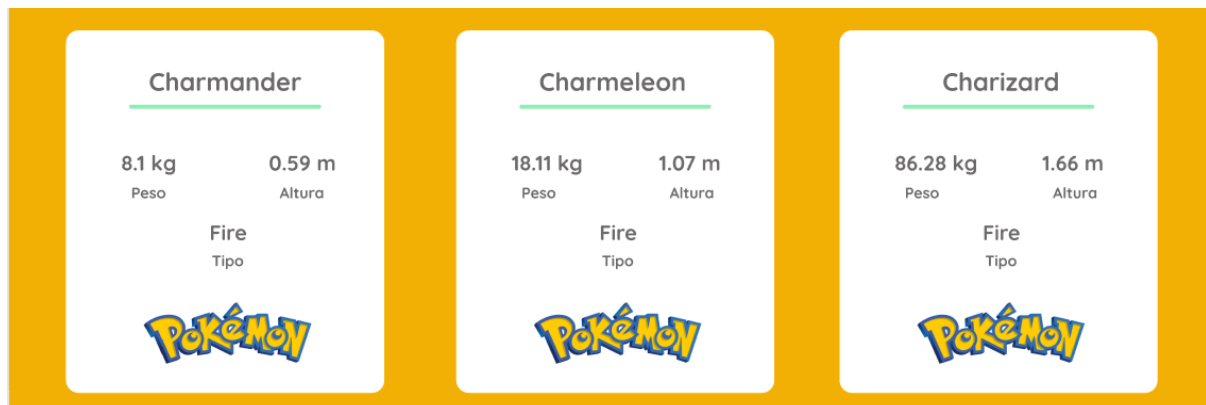 Charmander
8.1 kg 0.59 m
Peso Altura
Fire
Tipo
POKéMON
Charmeleon
18.11 kg 1.07 m
Peso Altura
Fire
Tipo
POKéMON
Charizard
86.28 kg 1.66 m
Peso Altura
Fire
Tipo
POKéMON